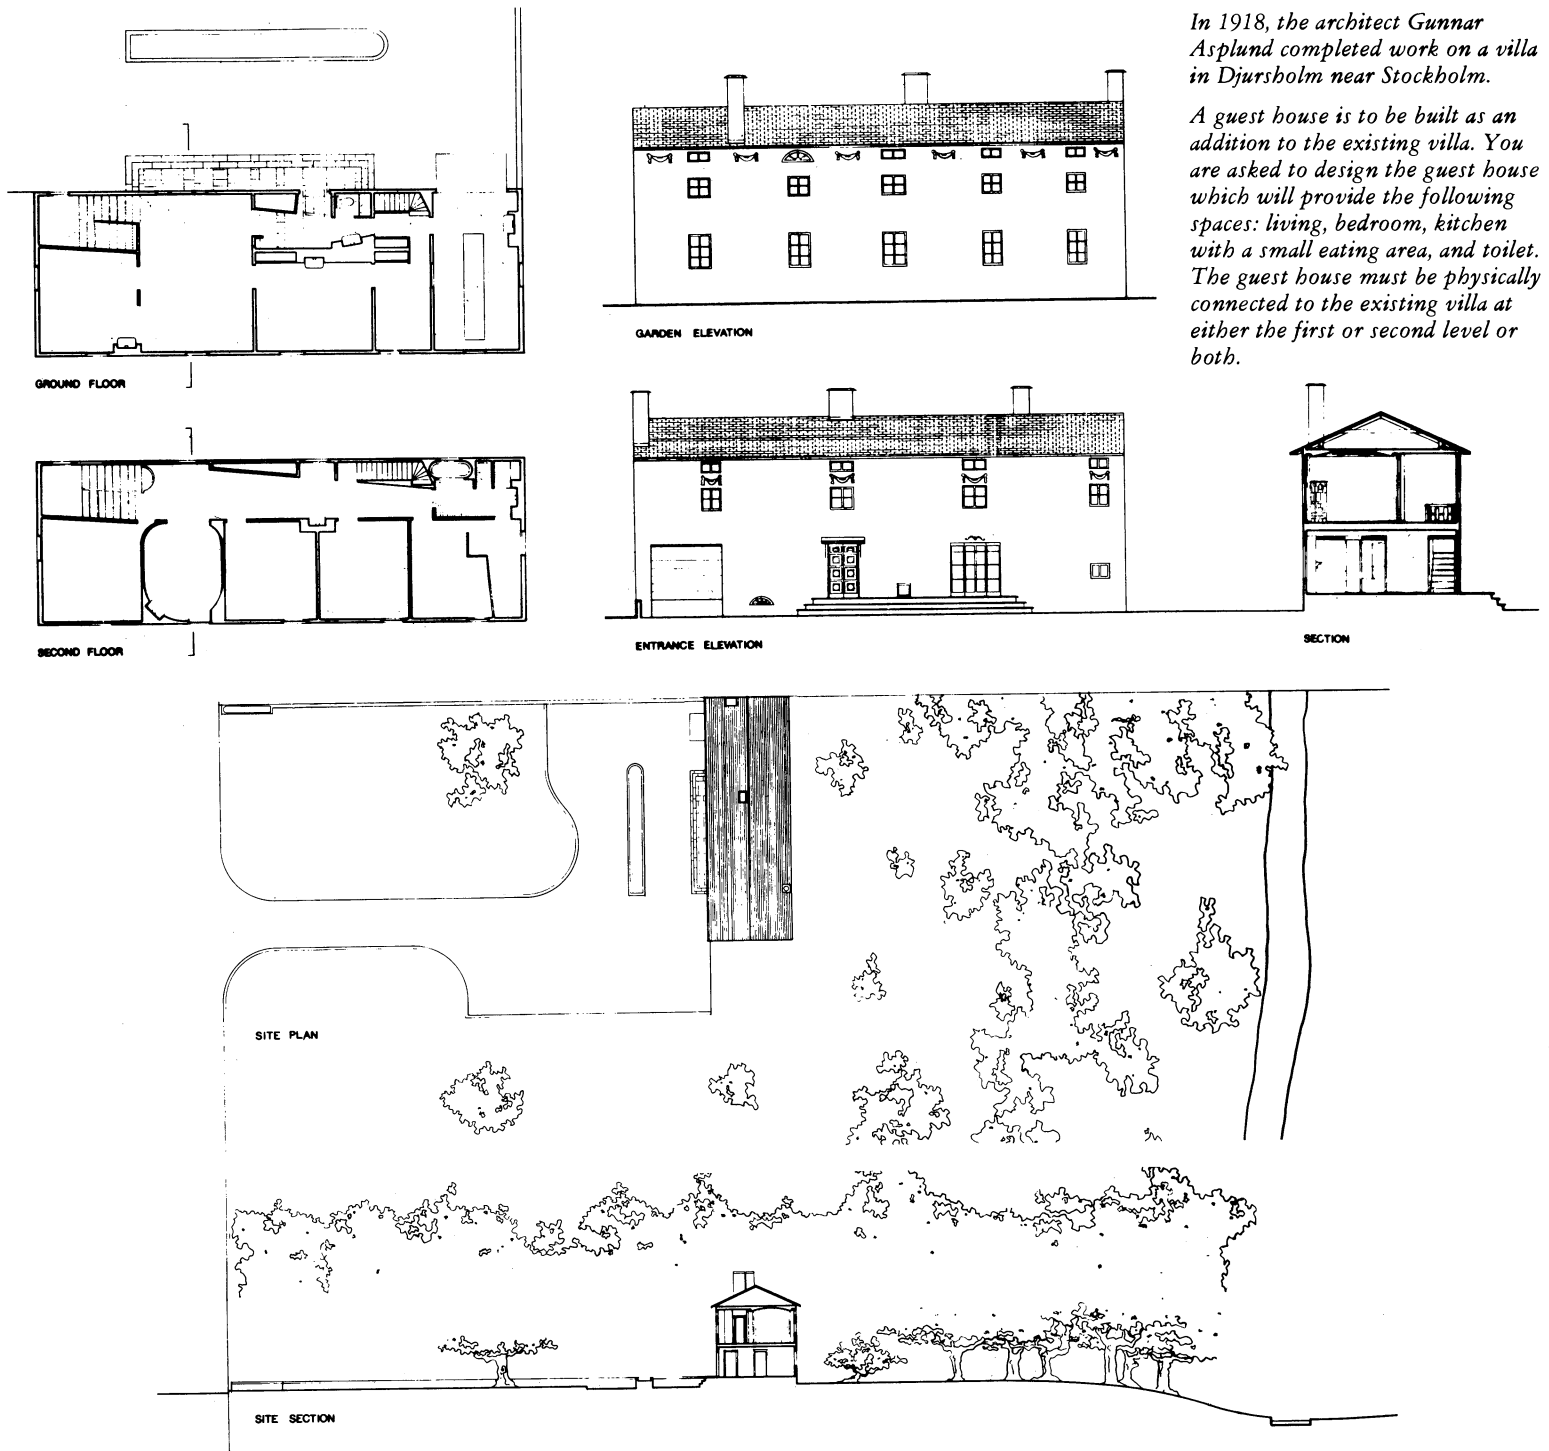 In 1918, the architect Gunnar
Asplund completed work on a villa
in Djursholm near Stockholm.
A guest house is to be built as an
addition to the existing villa. You
are asked to design the guest house
which will provide the following
spaces: living, bedroom, kitchen
with a small eating area, and toilet.
The guest house must be physically
connected to the existing villa at
either the first or second level or
both.
GARDEN ELEVATION
GROUND FLOOR
SECOND FLOOR
ENTRANCE ELEVATION
SECTION
SITE PLAN
SITE SECTION